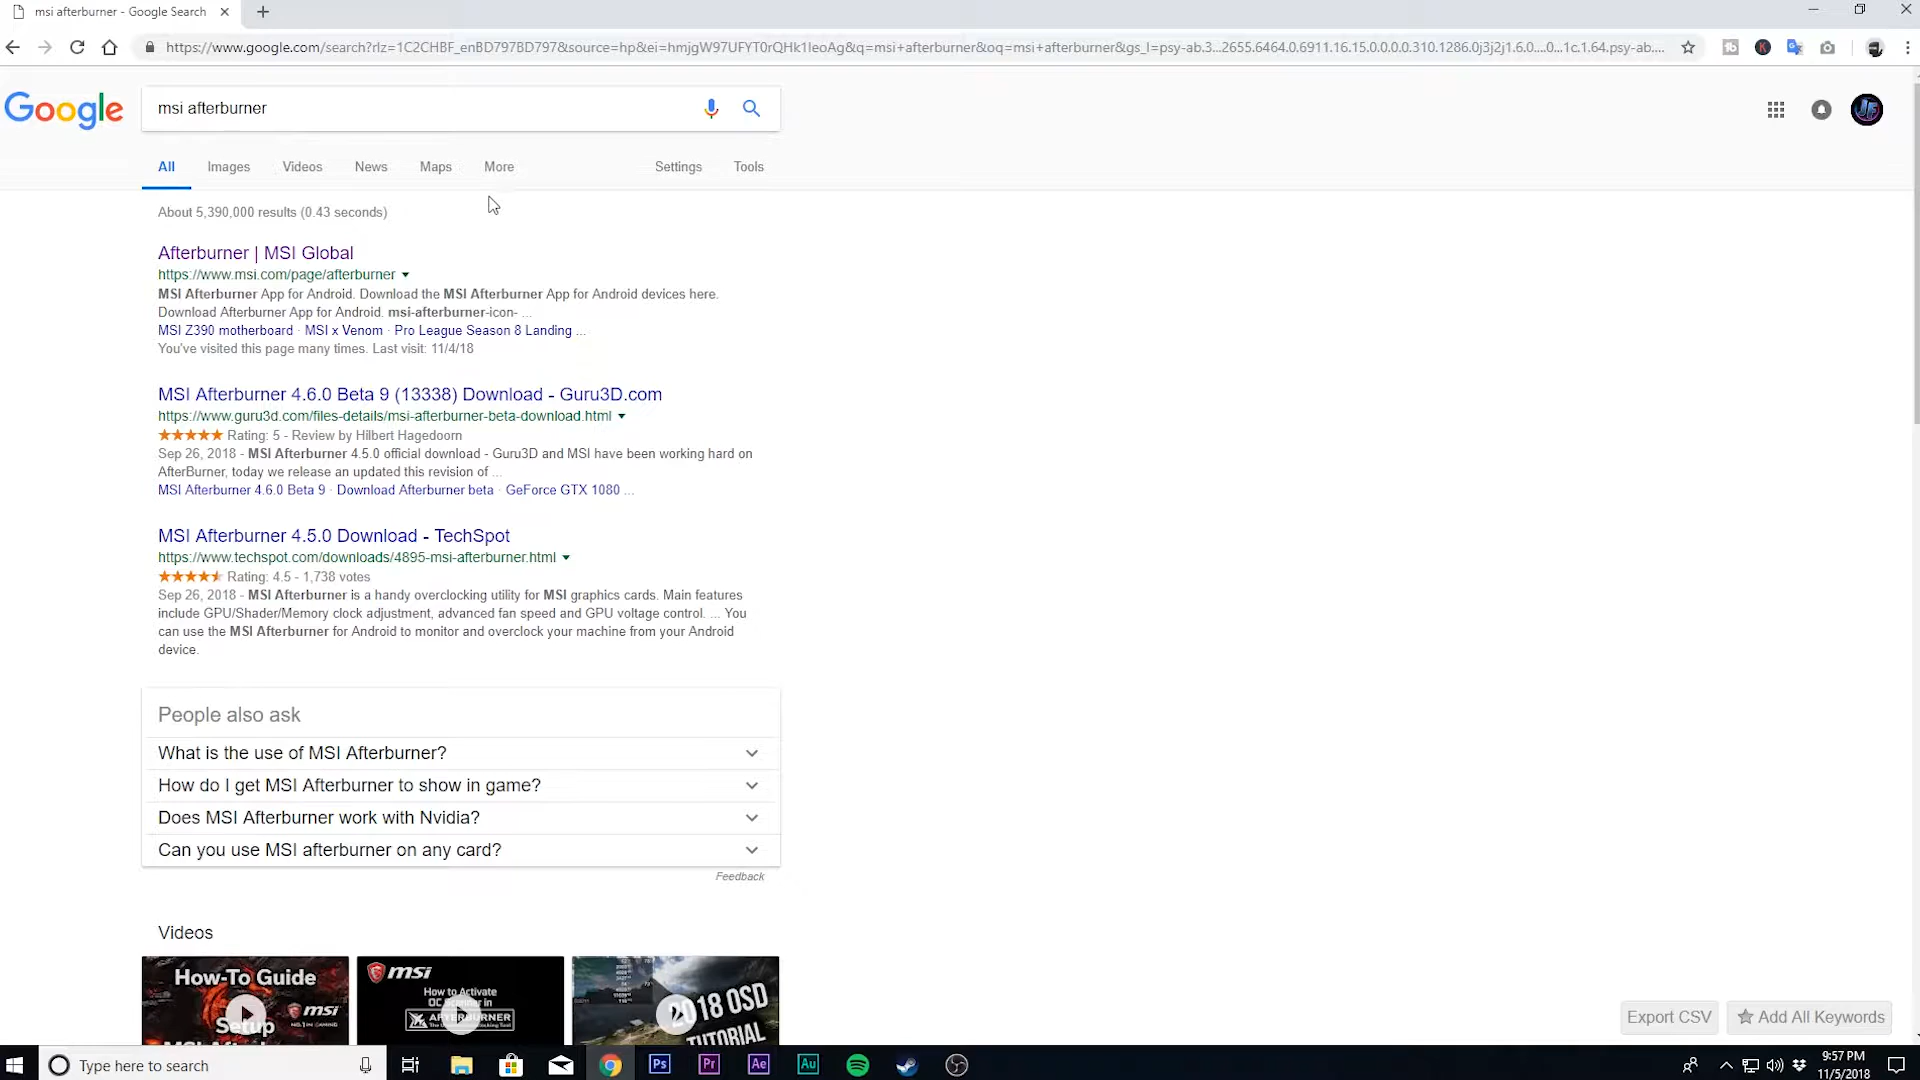 msi afterburner - Google Search
https://www.google.com/search?rlz=1C2CHBF_enBD797BD797&source=hp&ei=hmjgW97UFYT0rQHk1IeoAg&q=msi+afterburner&oq=msi+afterburner&gs_l=psy-ab.3...2655.6464.0.6911.16.15.0.0.0.0.310.1286.0j3j2j1.6.0....0...1c.1.64.psy-ab....
Google
msi afterburner
All Images Videos News Maps More Settings Tools
About 5,390,000 results (0.43 seconds)
Afterburner | MSI Global
https://www.msi.com/page/afterburner
MSI Afterburner App for Android. Download the MSI Afterburner App for Android devices here.
Download Afterburner App for Android. msi-afterburner-icon- ...
MSI Z390 motherboard · MSI x Venom · Pro League Season 8 Landing ...
You've visited this page many times. Last visit: 11/4/18
MSI Afterburner 4.6.0 Beta 9 (13338) Download - Guru3D.com
https://www.guru3d.com/files-details/msi-afterburner-beta-download.html
Rating: 5 - Review by Hilbert Hagedoorn
Sep 26, 2018 - MSI Afterburner 4.5.0 official download - Guru3D and MSI have been working hard on
AfterBurner, today we release an updated this revision of ...
MSI Afterburner 4.6.0 Beta 9 · Download Afterburner beta · GeForce GTX 1080 ...
MSI Afterburner 4.5.0 Download - TechSpot
https://www.techspot.com/downloads/4895-msi-afterburner.html
Rating: 4.5 - 1,738 votes
Sep 26, 2018 - MSI Afterburner is a handy overclocking utility for MSI graphics cards. Main features
include GPU/Shader/Memory clock adjustment, advanced fan speed and GPU voltage control. ... You
can use the MSI Afterburner for Android to monitor and overclock your machine from your Android
device.
People also ask
What is the use of MSI Afterburner?
How do I get MSI Afterburner to show in game?
Does MSI Afterburner work with Nvidia?
Can you use MSI afterburner on any card?
Feedback
Videos
How-To Guide
Setup
msi
msi
How to Activate
OC Scanner in
AFTERBURNER
2018 OSD
TUTORIAL
Export CSV
Add All Keywords
Type here to search
Ps Pr Ae Au
9:57 PM
11/5/2018